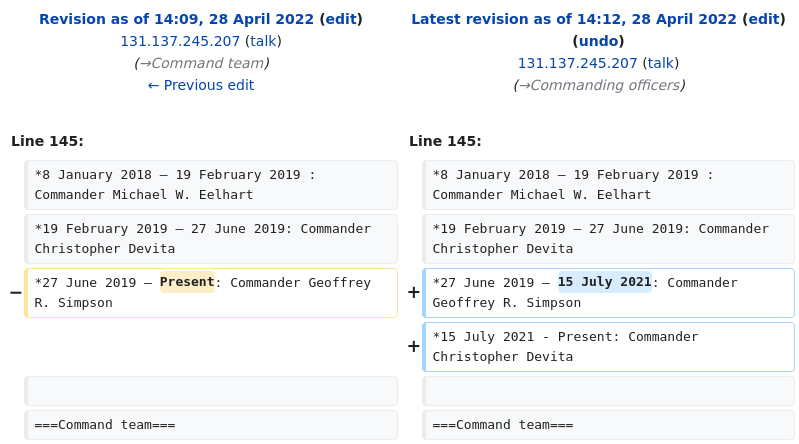 Revision as of 14:09, 28 April 2022 (edit)
131.137.245.207 (talk)
(→Command team)
← Previous edit
Latest revision as of 14:12, 28 April 2022 (edit)
(undo)
131.137.245.207 (talk)
(→Commanding officers)
Line 145:
Line 145:
*8 January 2018 – 19 February 2019 :
Commander Michael W. Eelhart
*8 January 2018 – 19 February 2019 :
Commander Michael W. Eelhart
*19 February 2019 – 27 June 2019: Commander
Christopher Devita
*19 February 2019 – 27 June 2019: Commander
Christopher Devita
− *27 June 2019 – Present: Commander Geoffrey
R. Simpson
+ *27 June 2019 – 15 July 2021: Commander
Geoffrey R. Simpson
+ *15 July 2021 - Present: Commander
Christopher Devita
===Command team===
===Command team===